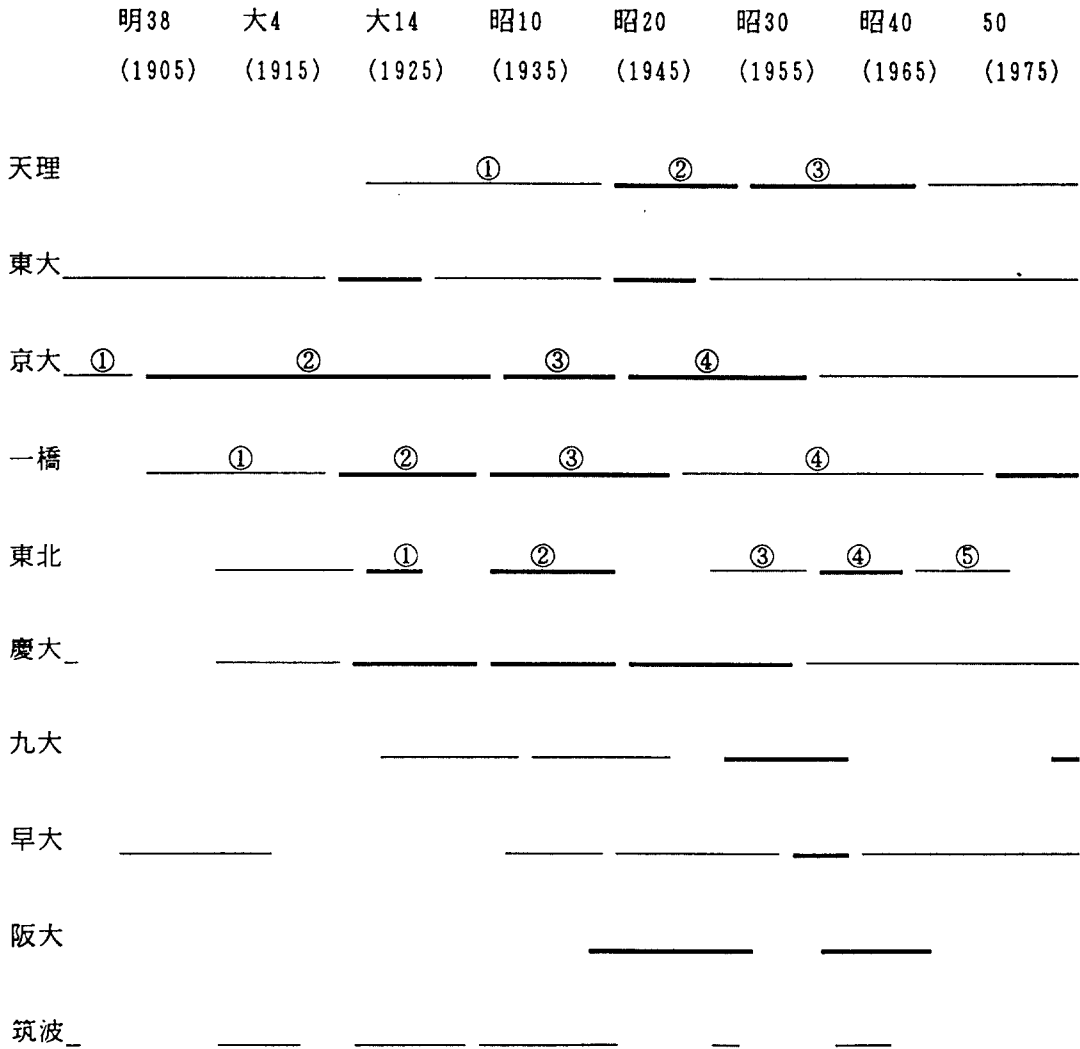 明38 大4 大14 昭10 昭20 昭30 昭40 50
(1905) (1915) (1925) (1935) (1945) (1955) (1965) (1975)
天理 ① ② ③
東大
京大 ① ② ③ ④
一橋 ① ② ③ ④
東北 ① ② ③ ④ ⑤
慶大
九大
早大
阪大
筑波